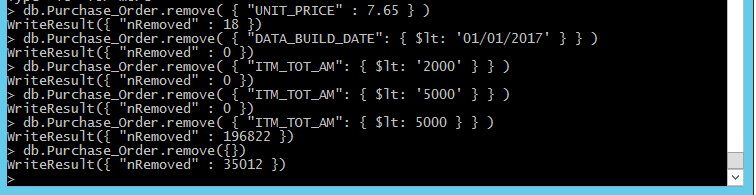 > db.Purchase_Order.remove( { "UNIT_PRICE" : 7.65 } )
WriteResult({ "nRemoved" : 18 })
> db.Purchase_Order.remove( { "DATA_BUILD_DATE": { $lt: '01/01/2017' } } )
WriteResult({ "nRemoved" : 0 })
> db.Purchase_Order.remove( { "ITM_TOT_AM": { $lt: '2000' } } )
WriteResult({ "nRemoved" : 0 })
> db.Purchase_Order.remove( { "ITM_TOT_AM": { $lt: '5000' } } )
WriteResult({ "nRemoved" : 0 })
> db.Purchase_Order.remove( { "ITM_TOT_AM": { $lt: 5000 } } )
WriteResult({ "nRemoved" : 196822 })
> db.Purchase_Order.remove({})
WriteResult({ "nRemoved" : 35012 })
>